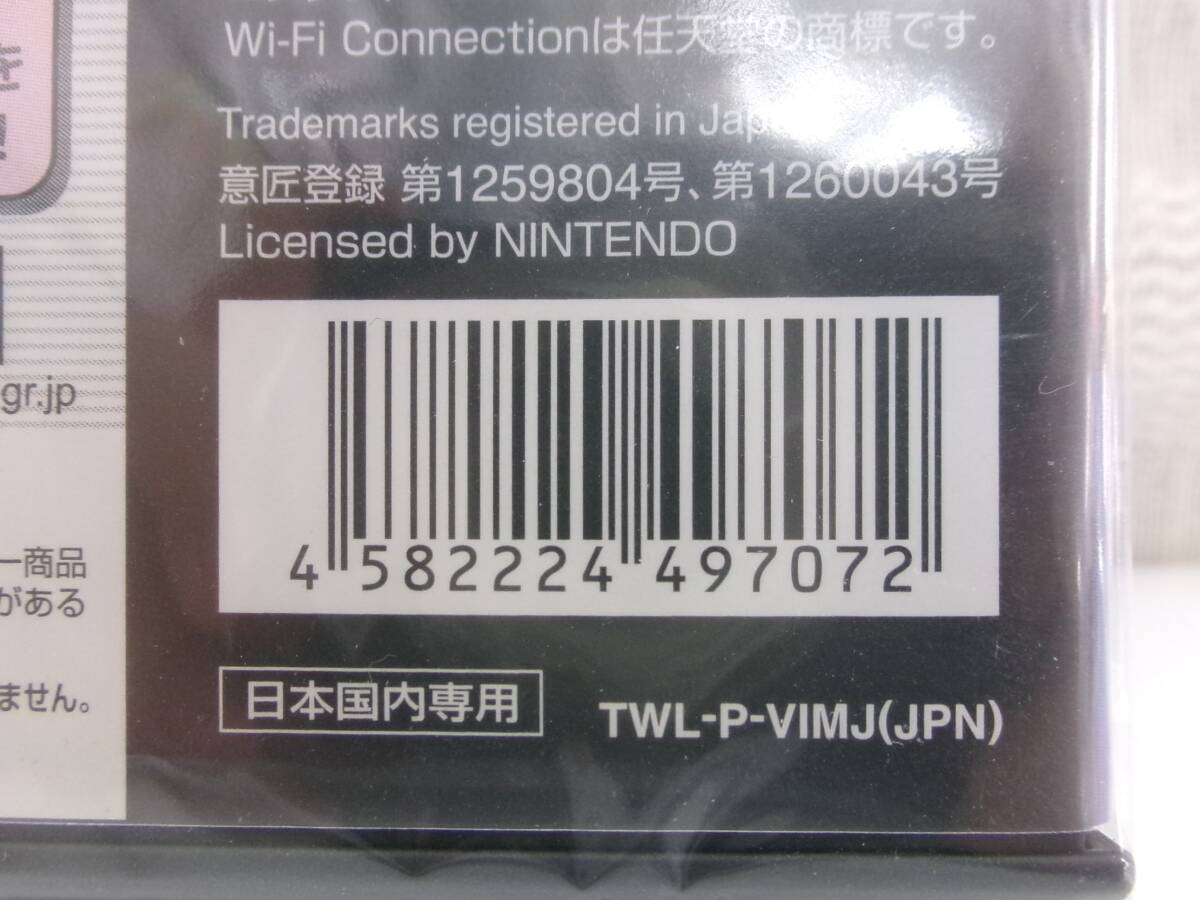 Wi-Fi Connectionは任天堂の商標です。
Trademarks registered in
意匠登録 第1259804号、第1260043号
Licensed by NINTENDO
を
!
gr.jp
4 582224 497072
ー商品
がある
ません。
日本国内専用
TWL-P-VIMJ(JPN)